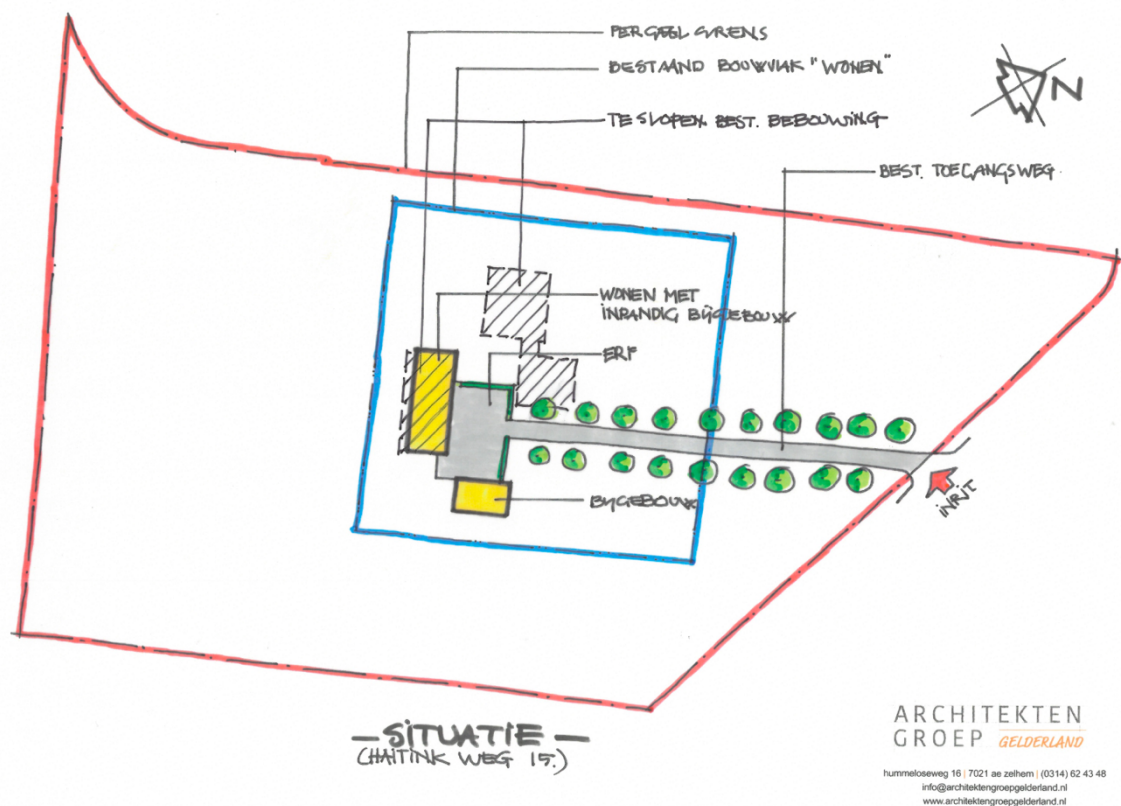 PERCEEL GRENS
BESTAAND BOUWVLAK "WONEN"
TE SLOPEN BEST. BEBOUWING
N
BEST. TOEGANGSWEG
WONEN MET
INPANDIG BIJGEBOUW
ERF
BIJGEBOUW
INRIT
— SITUATIE —
(HAITINK WEG 15.)
ARCHITEKTEN
GROEP GELDERLAND
hummeloseweg 16 | 7021 ae zelhem | (0314) 62 43 48
info@architektengroepgelderland.nl
www.architektengroepgelderland.nl